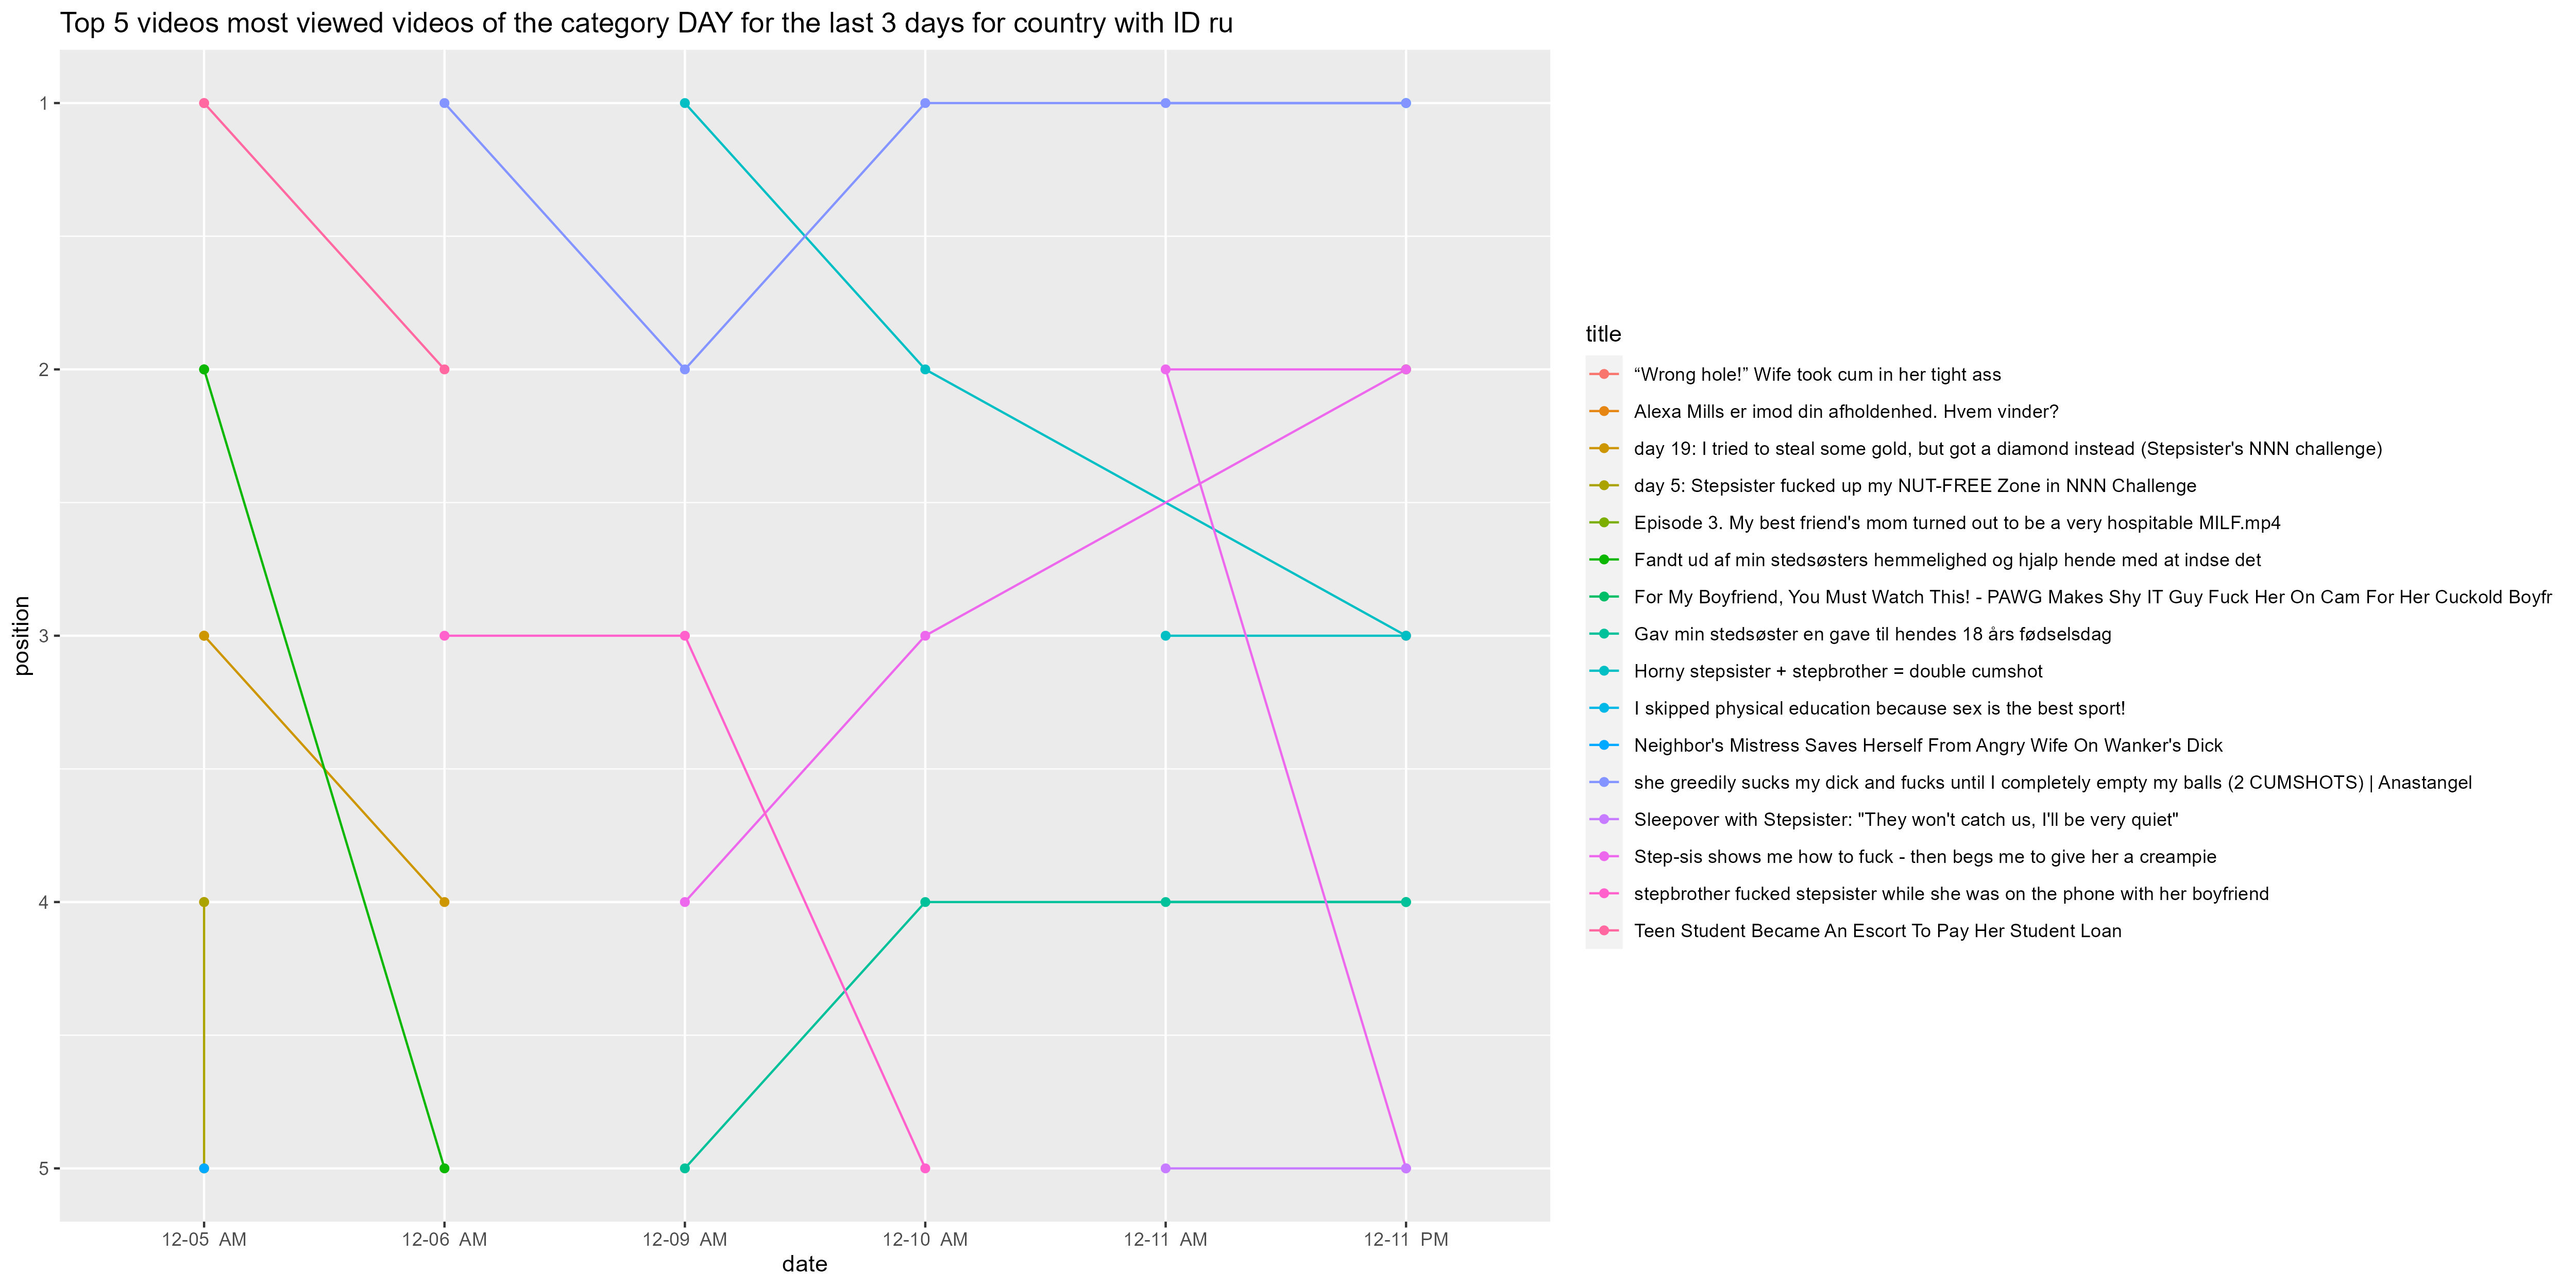 Top 5 videos most viewed videos of the category DAY for the last 3 days for country with ID ru
position
1
2
3
4
5
12-05 AM
12-06 AM
12-09 AM
12-10 AM
12-11 AM
12-11 PM
date
title
“Wrong hole!” Wife took cum in her tight ass
Alexa Mills er imod din afholdenhed. Hvem vinder?
day 19: I tried to steal some gold, but got a diamond instead (Stepsister's NNN challenge)
day 5: Stepsister fucked up my NUT-FREE Zone in NNN Challenge
Episode 3. My best friend's mom turned out to be a very hospitable MILF.mp4
Fandt ud af min stedsøsters hemmelighed og hjalp hende med at indse det
For My Boyfriend, You Must Watch This! - PAWG Makes Shy IT Guy Fuck Her On Cam For Her Cuckold Boyfr
Gav min stedsøster en gave til hendes 18 års fødselsdag
Horny stepsister + stepbrother = double cumshot
I skipped physical education because sex is the best sport!
Neighbor's Mistress Saves Herself From Angry Wife On Wanker's Dick
she greedily sucks my dick and fucks until I completely empty my balls (2 CUMSHOTS) | Anastangel
Sleepover with Stepsister: "They won't catch us, I'll be very quiet"
Step-sis shows me how to fuck - then begs me to give her a creampie
stepbrother fucked stepsister while she was on the phone with her boyfriend
Teen Student Became An Escort To Pay Her Student Loan